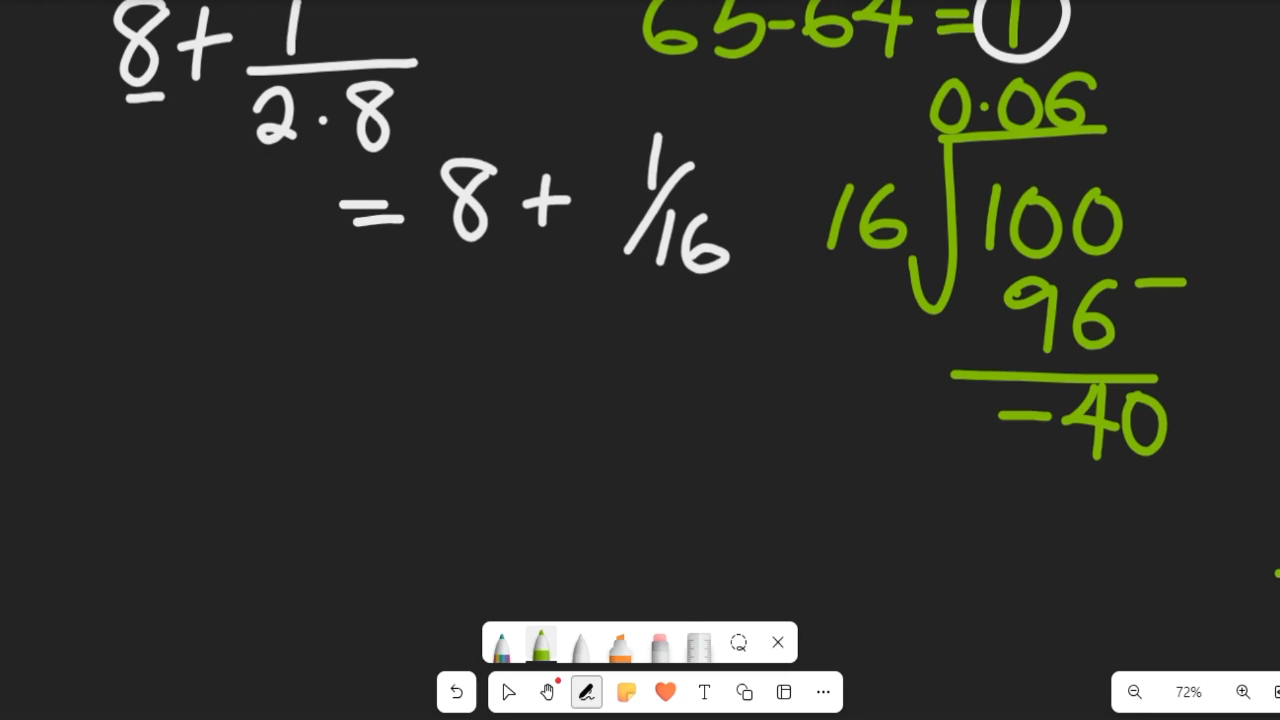 8 + 1
2 · 8
= 8 + 1/16
65 - 64 = 1
0.06
16 √ 100
96 -
- 40
T
72%